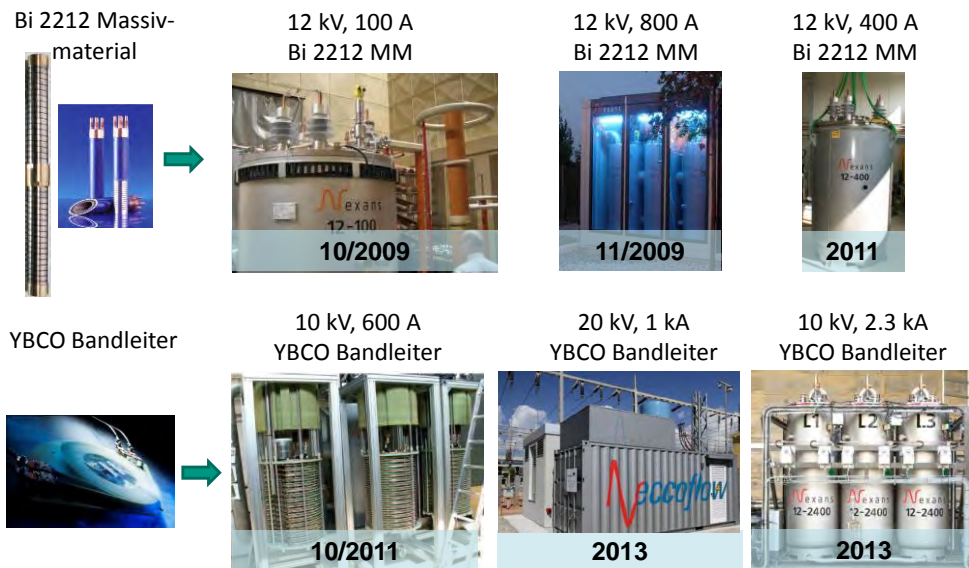 Bi 2212 Massiv-
material
12 kV, 100 A
Bi 2212 MM
12 kV, 800 A
Bi 2212 MM
12 kV, 400 A
Bi 2212 MM
Nexans
12-100
10/2009
nexans
11/2009
Nexans
12-400
2011
YBCO Bandleiter
10 kV, 600 A
YBCO Bandleiter
20 kV, 1 kA
YBCO Bandleiter
10 kV, 2.3 kA
YBCO Bandleiter
10/2011
eccoflow
2013
L1 L2 L3
Nexans Nexans Nexans
12-2400 12-2400 12-2400
2013